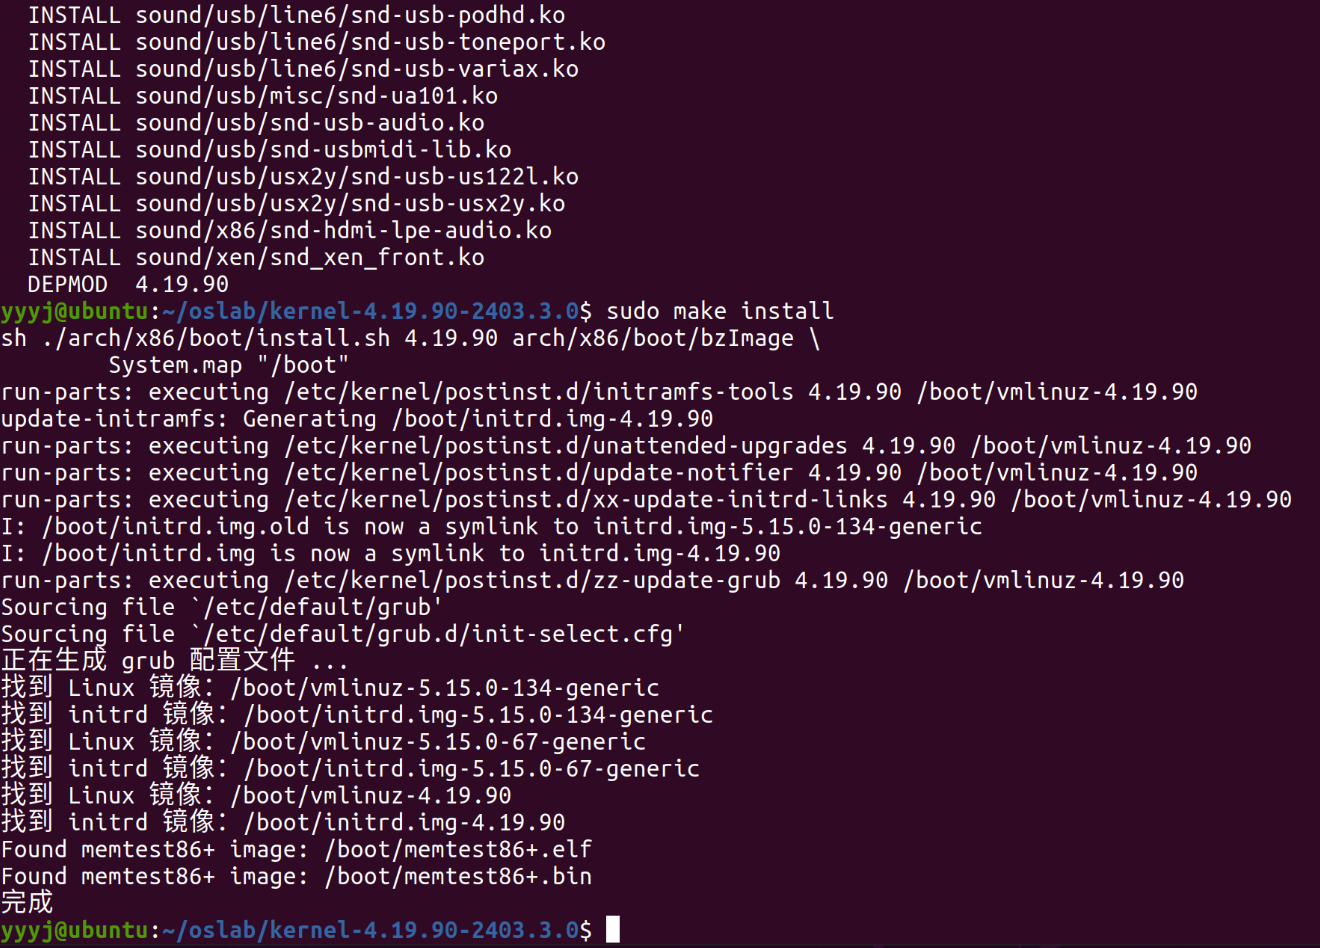 INSTALL sound/usb/line6/snd-usb-podhd.ko
INSTALL sound/usb/line6/snd-usb-toneport.ko
INSTALL sound/usb/line6/snd-usb-variax.ko
INSTALL sound/usb/misc/snd-ua101.ko
INSTALL sound/usb/snd-usb-audio.ko
INSTALL sound/usb/snd-usbmidi-lib.ko
INSTALL sound/usb/usx2y/snd-usb-us122l.ko
INSTALL sound/usb/usx2y/snd-usb-usx2y.ko
INSTALL sound/x86/snd-hdmi-lpe-audio.ko
INSTALL sound/xen/snd_xen_front.ko
DEPMOD  4.19.90
yyyj@ubuntu:~/oslab/kernel-4.19.90-2403.3.0$ sudo make install
sh ./arch/x86/boot/install.sh 4.19.90 arch/x86/boot/bzImage \
System.map "/boot"
run-parts: executing /etc/kernel/postinst.d/initramfs-tools 4.19.90 /boot/vmlinuz-4.19.90
update-initramfs: Generating /boot/initrd.img-4.19.90
run-parts: executing /etc/kernel/postinst.d/unattended-upgrades 4.19.90 /boot/vmlinuz-4.19.90
run-parts: executing /etc/kernel/postinst.d/update-notifier 4.19.90 /boot/vmlinuz-4.19.90
run-parts: executing /etc/kernel/postinst.d/xx-update-initrd-links 4.19.90 /boot/vmlinuz-4.19.90
I: /boot/initrd.img.old is now a symlink to initrd.img-5.15.0-134-generic
I: /boot/initrd.img is now a symlink to initrd.img-4.19.90
run-parts: executing /etc/kernel/postinst.d/zz-update-grub 4.19.90 /boot/vmlinuz-4.19.90
Sourcing file `/etc/default/grub'
Sourcing file `/etc/default/grub.d/init-select.cfg'
正在生成 grub 配置文件 ...
找到 Linux 镜像：/boot/vmlinuz-5.15.0-134-generic
找到 initrd 镜像：/boot/initrd.img-5.15.0-134-generic
找到 Linux 镜像：/boot/vmlinuz-5.15.0-67-generic
找到 initrd 镜像：/boot/initrd.img-5.15.0-67-generic
找到 Linux 镜像：/boot/vmlinuz-4.19.90
找到 initrd 镜像：/boot/initrd.img-4.19.90
Found memtest86+ image: /boot/memtest86+.elf
Found memtest86+ image: /boot/memtest86+.bin
完成
yyyj@ubuntu:~/oslab/kernel-4.19.90-2403.3.0$